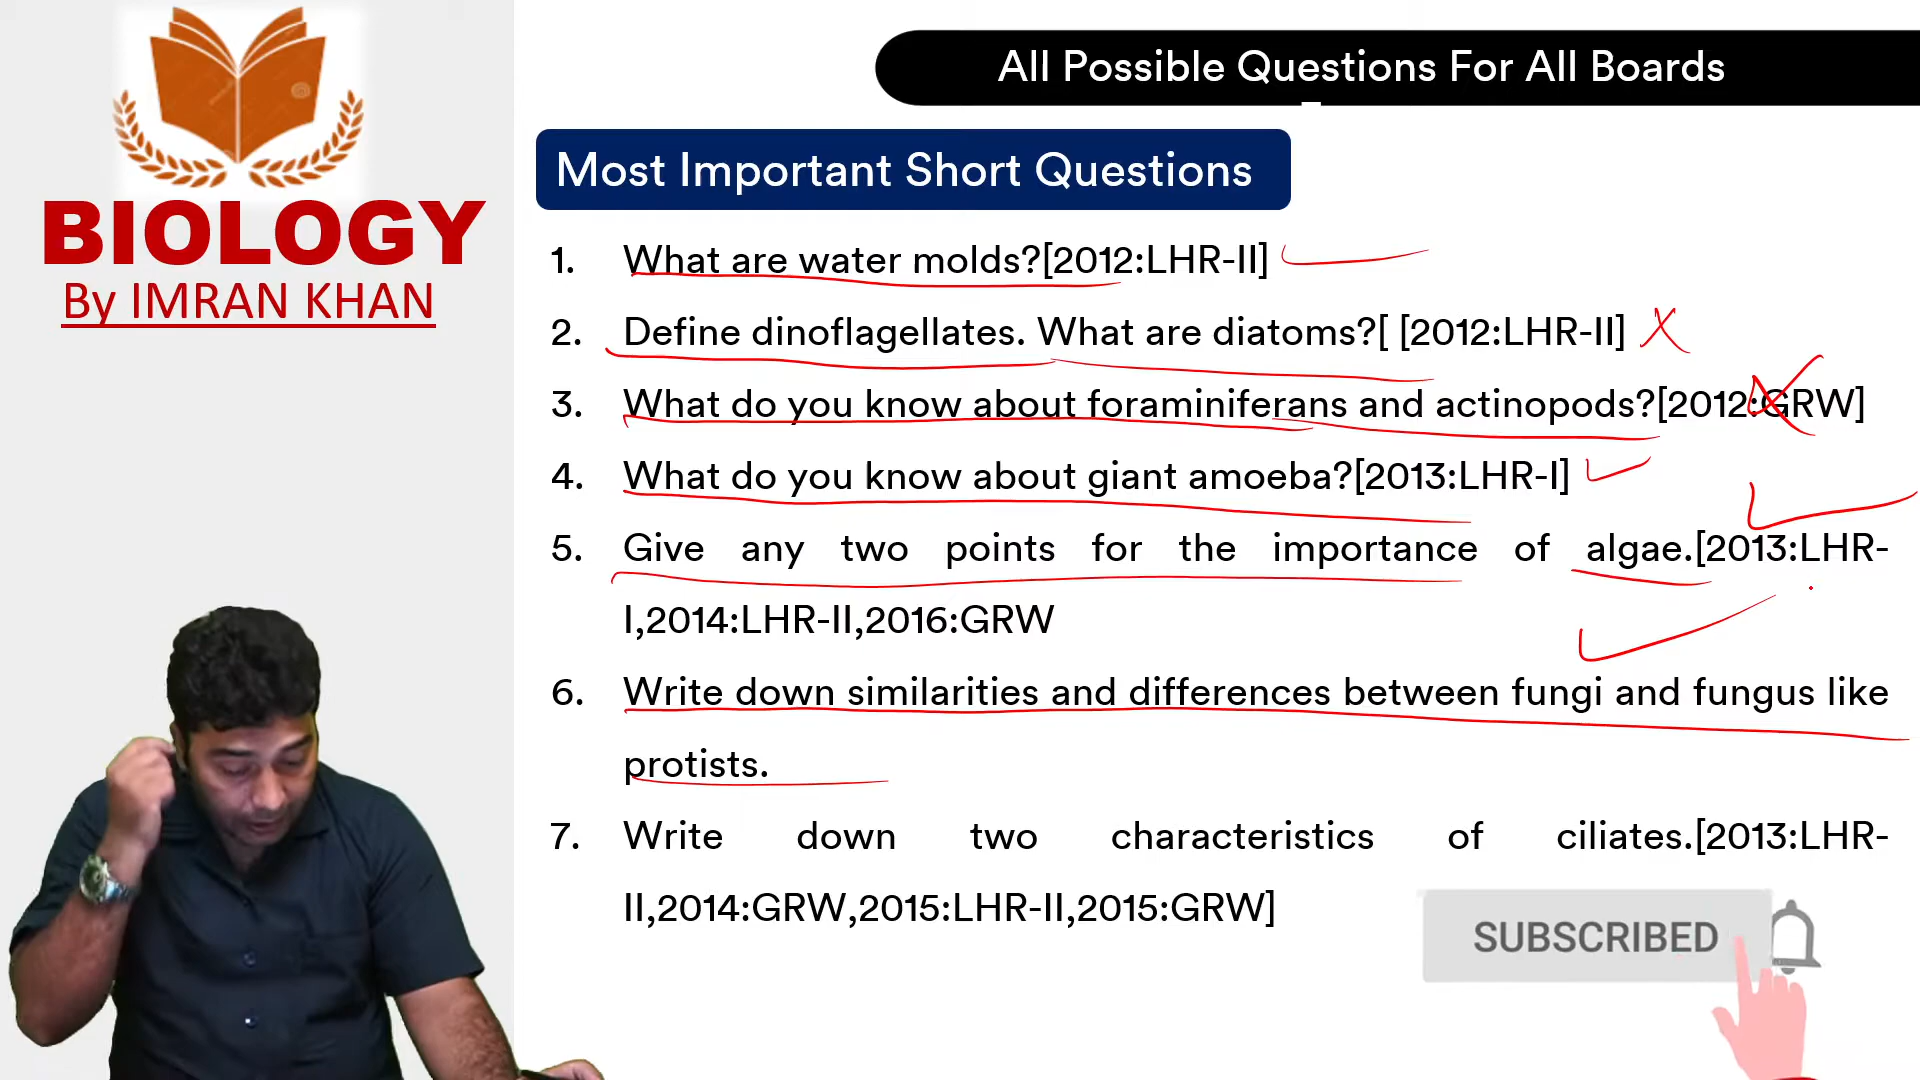 All Possible Questions For All Boards
BIOLOGY
By IMRAN KHAN
Most Important Short Questions
1. What are water molds?[2012:LHR-II]
2. Define dinoflagellates. What are diatoms?[ [2012:LHR-II]
3. What do you know about foraminiferans and actinopods?[2012:GRW]
4. What do you know about giant amoeba?[2013:LHR-I]
5. Give any two points for the importance of algae.[2013:LHR-
I,2014:LHR-II,2016:GRW
6. Write down similarities and differences between fungi and fungus like
protists.
7. Write down two characteristics of ciliates.[2013:LHR-
II,2014:GRW,2015:LHR-II,2015:GRW]
SUBSCRIBED